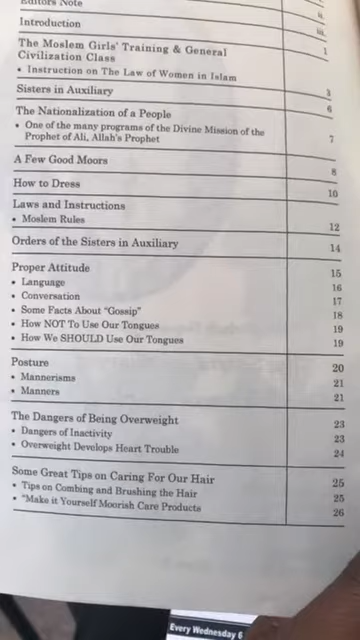 Editors Note
ii.
Introduction
iii.
The Moslem Girls' Training & General
Civilization Class
1
• Instruction on The Law of Women in Islam
3
Sisters in Auxiliary
6
The Nationalization of a People
• One of the many programs of the Divine Mission of the
Prophet of Ali, Allah's Prophet
7
A Few Good Moors
8
How to Dress
10
Laws and Instructions
• Moslem Rules
12
Orders of the Sisters in Auxiliary
14
Proper Attitude
15
• Language
16
• Conversation
17
• Some Facts About "Gossip"
18
• How NOT To Use Our Tongues
19
• How We SHOULD Use Our Tongues
19
Posture
20
• Mannerisms
21
• Manners
21
The Dangers of Being Overweight
23
• Dangers of Inactivity
23
• Overweight Develops Heart Trouble
24
Some Great Tips on Caring For Our Hair
25
• Tips on Combing and Brushing the Hair
25
• "Make it Yourself Moorish Care Products
26
Every Wednesday 6